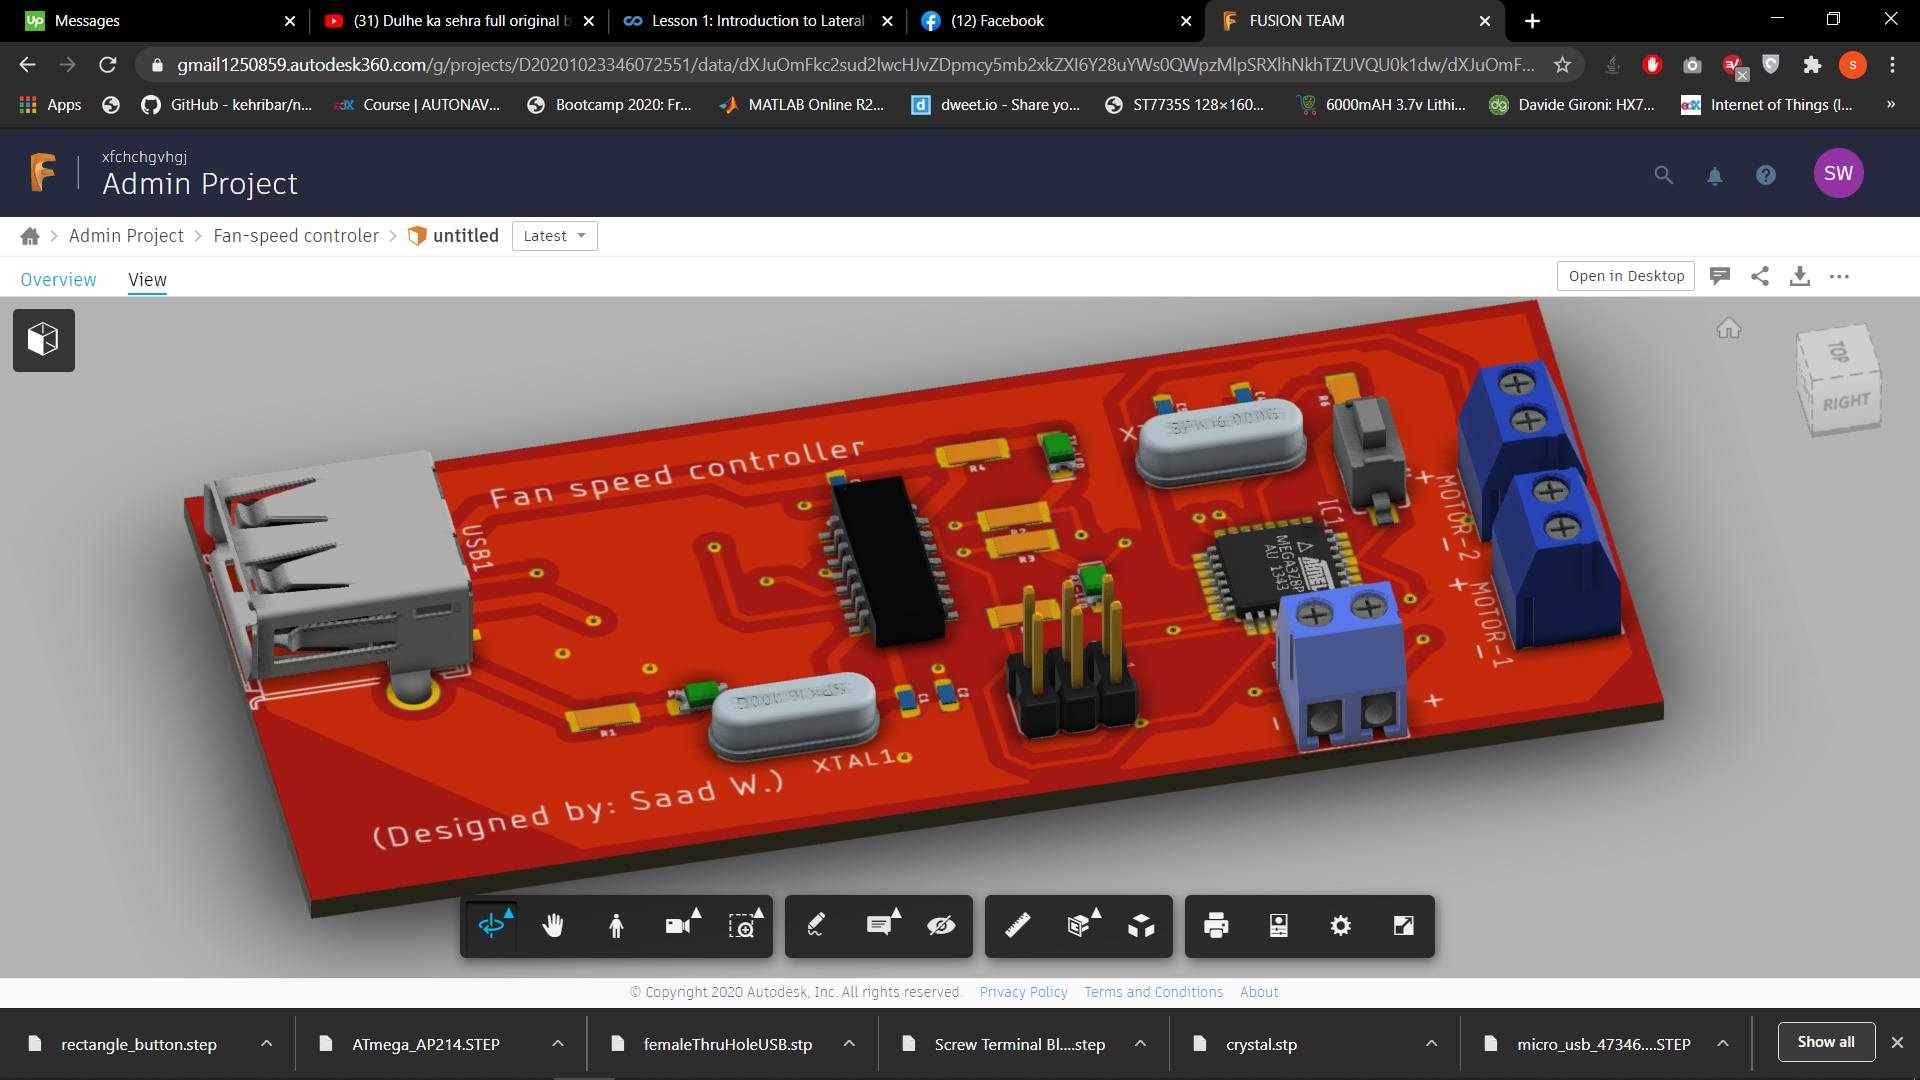 Up Messages
(31) Dulhe ka sehra full original b
Lesson 1: Introduction to Lateral
(12) Facebook
FUSION TEAM
gmail1250859.autodesk360.com/g/projects/D20201023346072551/data/
Apps
GitHub - kehribar/n...
edX Course | AUTONAV...
Bootcamp 2020: Fr...
MATLAB Online R2...
d dweet.io - Share yo...
ST7735S 128×160...
6000mAH 3.7v Lithi...
dg Davide Gironi: HX7...
edX Internet of Things (I...
»
xfchchgvhgj
Admin Project
SW
Admin Project > Fan-speed controler > untitled
Latest
Overview
View
Open in Desktop
TOP
RIGHT
Fan speed controller
USB1
R4
R2
R3
R6
IC1
MEGA328P
AU 1343
MOTOR-2
MOTOR-1
+
−
R1
C1
C2
XTAL1
(Designed by: Saad W.)
© Copyright 2020 Autodesk, Inc. All rights reserved.
Privacy Policy
Terms and Conditions
About
rectangle_button.step
ATmega_AP214.STEP
femaleThruHoleUSB.stp
Screw Terminal Bl....step
crystal.stp
micro_usb_47346....STEP
Show all